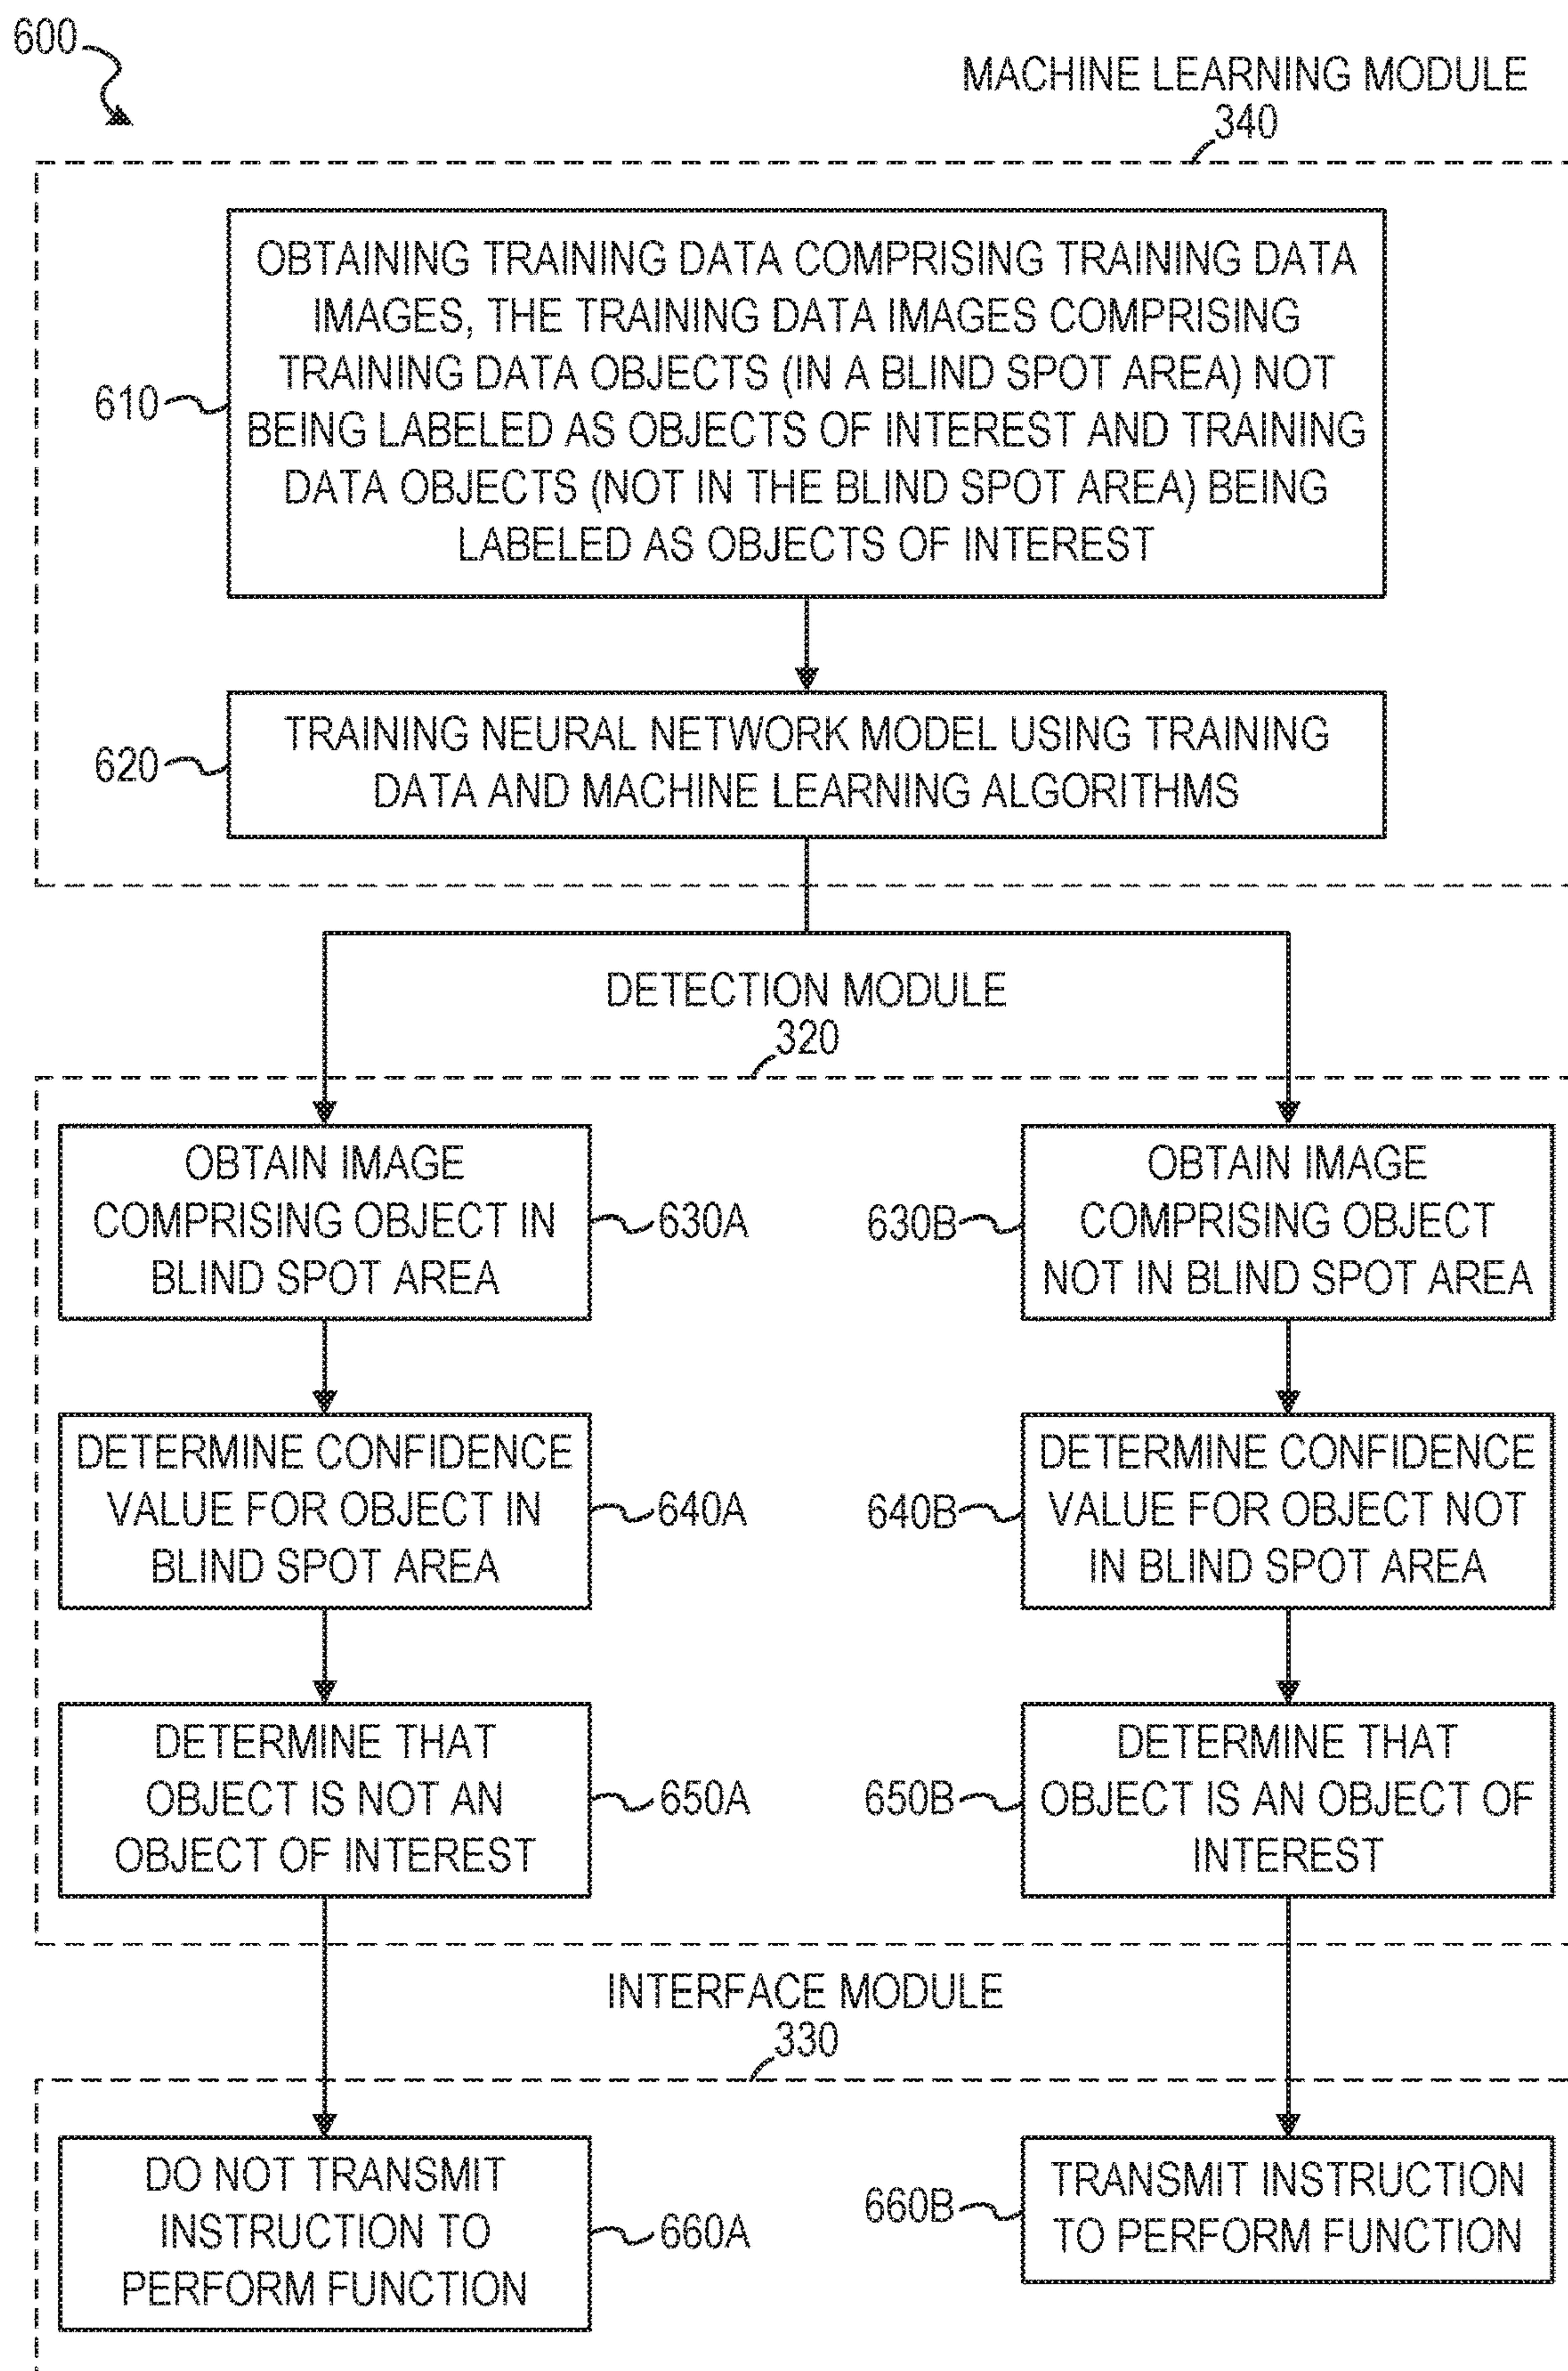 600
MACHINE LEARNING MODULE
340
OBTAINING TRAINING DATA COMPRISING TRAINING DATA
IMAGES, THE TRAINING DATA IMAGES COMPRISING
TRAINING DATA OBJECTS (IN A BLIND SPOT AREA) NOT
BEING LABELED AS OBJECTS OF INTEREST AND TRAINING
DATA OBJECTS (NOT IN THE BLIND SPOT AREA) BEING
LABELED AS OBJECTS OF INTEREST
610
TRAINING NEURAL NETWORK MODEL USING TRAINING
DATA AND MACHINE LEARNING ALGORITHMS
620
DETECTION MODULE
320
OBTAIN IMAGE
COMPRISING OBJECT IN
BLIND SPOT AREA
630A
630B
OBTAIN IMAGE
COMPRISING OBJECT
NOT IN BLIND SPOT AREA
DETERMINE CONFIDENCE
VALUE FOR OBJECT IN
BLIND SPOT AREA
640A
640B
DETERMINE CONFIDENCE
VALUE FOR OBJECT NOT
IN BLIND SPOT AREA
DETERMINE THAT
OBJECT IS NOT AN
OBJECT OF INTEREST
650A
650B
DETERMINE THAT
OBJECT IS AN OBJECT OF
INTEREST
INTERFACE MODULE
330
DO NOT TRANSMIT
INSTRUCTION TO
PERFORM FUNCTION
660A
660B
TRANSMIT INSTRUCTION
TO PERFORM FUNCTION